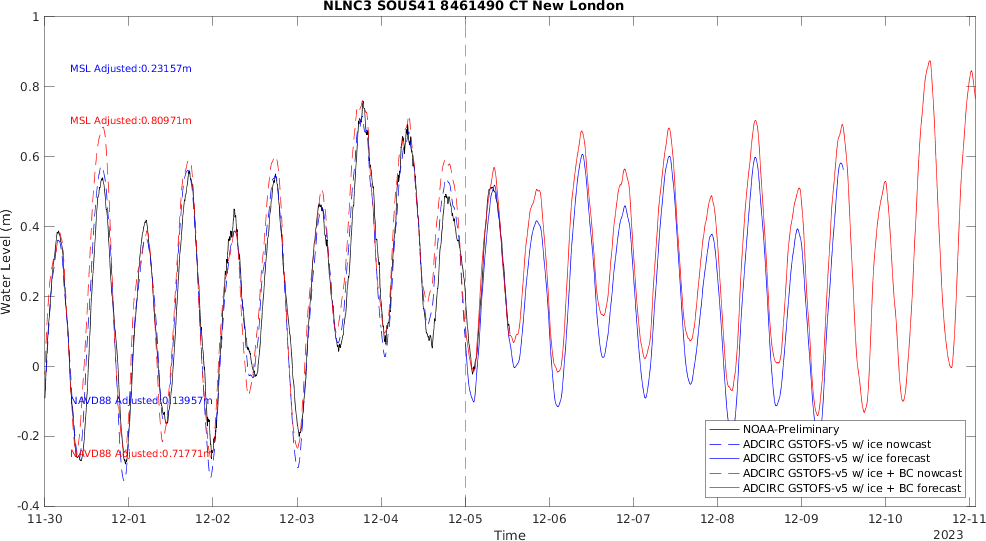 NLNC3 SOUS41 8461490 CT New London
Water Level (m)
1
0.8
0.6
0.4
0.2
0
-0.2
-0.4
MSL Adjusted:0.23157m
MSL Adjusted:0.80971m
NAVD88 Adjusted:0.13957m
NAVD88 Adjusted:0.71771m
NOAA-Preliminary
ADCIRC GSTOFS-v5 w/ ice nowcast
ADCIRC GSTOFS-v5 w/ ice forecast
ADCIRC GSTOFS-v5 w/ ice + BC nowcast
ADCIRC GSTOFS-v5 w/ ice + BC forecast
11-30 12-01 12-02 12-03 12-04 12-05 12-06 12-07 12-08 12-09 12-10 12-11
Time
2023